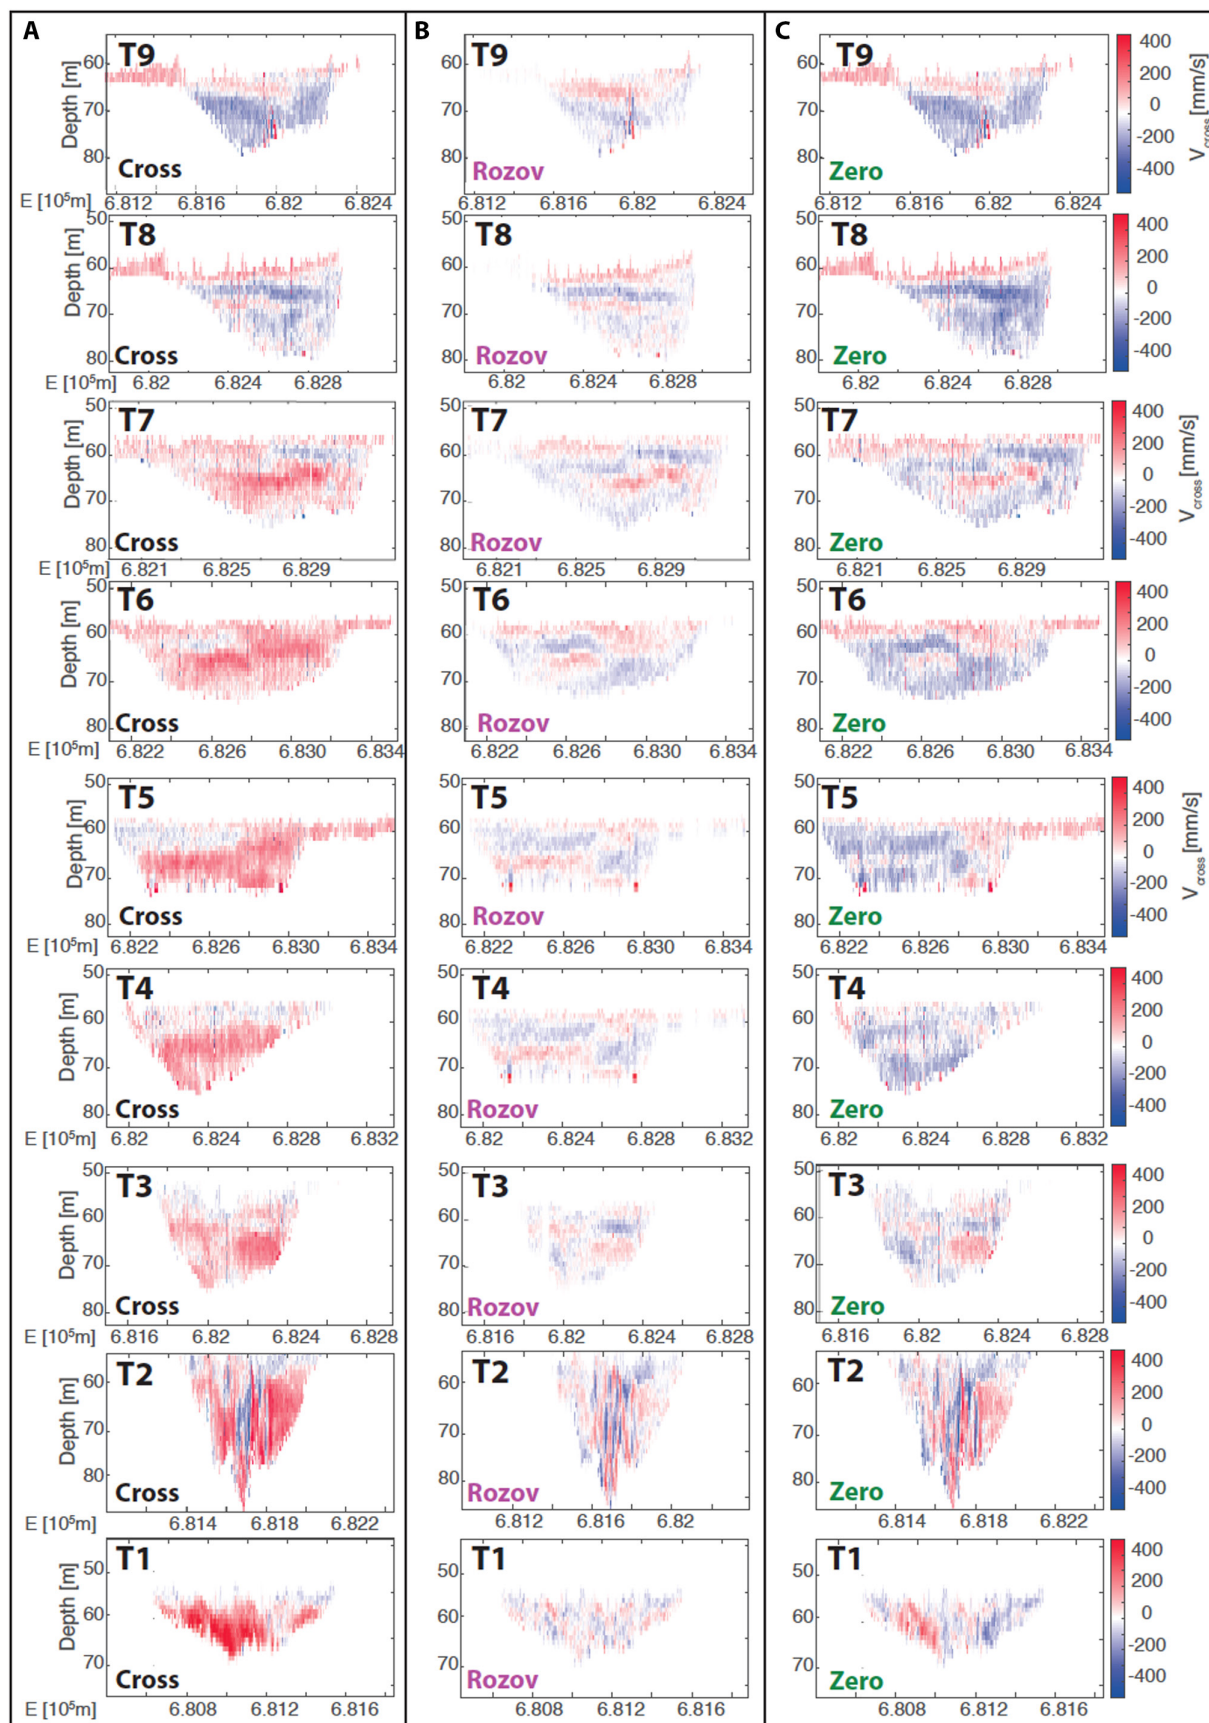 A B C
T9 T9 T9
Depth [m] 60 70 80
Cross Rozov Zero
400 200 0 -200 -400 V_cross [mm/s]
E [10⁵m] 6.812 6.816 6.82 6.824 6.812 6.816 6.82 6.824 6.812 6.816 6.82 6.824
T8 T8 T8
Depth [m] 50 60 70 80
Cross Rozov Zero
400 200 0 -200 -400
E [10⁵m] 6.82 6.824 6.828 6.82 6.824 6.828 6.82 6.824 6.828
T7 T7 T7
Depth [m] 50 60 70 80 50 60 70 80 50 60 70 80
Cross Rozov Zero
400 200 0 -200 -400 V_cross [mm/s]
E [10⁵m] 6.821 6.825 6.829 6.821 6.825 6.829 6.821 6.825 6.829
T6 T6 T6
Depth [m] 50 60 70 80 50 60 70 80 50 60 70 80
Cross Rozov Zero
400 200 0 -200 -400
E [10⁵m] 6.822 6.826 6.830 6.834 6.822 6.826 6.830 6.834 6.822 6.826 6.830 6.834
T5 T5 T5
Depth [m] 50 60 70 80 50 60 70 80 50 60 70 80
Cross Rozov Zero
400 200 0 -200 -400 V_cross [mm/s]
E [10⁵m] 6.822 6.826 6.830 6.834 6.822 6.826 6.830 6.834 6.822 6.826 6.830 6.834
T4 T4 T4
Depth [m] 50 60 70 80 50 60 70 80 50 60 70 80
Cross Rozov Zero
400 200 0 -200 -400
E [10⁵m] 6.82 6.824 6.828 6.832 6.82 6.824 6.828 6.832 6.82 6.824 6.828 6.832
T3 T3 T3
Depth [m] 50 60 70 80 50 60 70 80 50 60 70 80
Cross Rozov Zero
400 200 0 -200 -400
E [10⁵m] 6.816 6.82 6.824 6.828 6.816 6.82 6.824 6.828 6.816 6.82 6.824 6.828
T2 T2 T2
Depth [m] 60 70 80 60 70 80 60 70 80
Cross Rozov Zero
400 200 0 -200 -400
E [10⁵m] 6.814 6.818 6.822 6.812 6.816 6.82 6.814 6.818 6.822
T1 T1 T1
Depth [m] 50 60 70 50 60 70 50 60 70
Cross Rozov Zero
400 200 0 -200 -400
E [10⁵m] 6.808 6.812 6.816 6.808 6.812 6.816 6.808 6.812 6.816